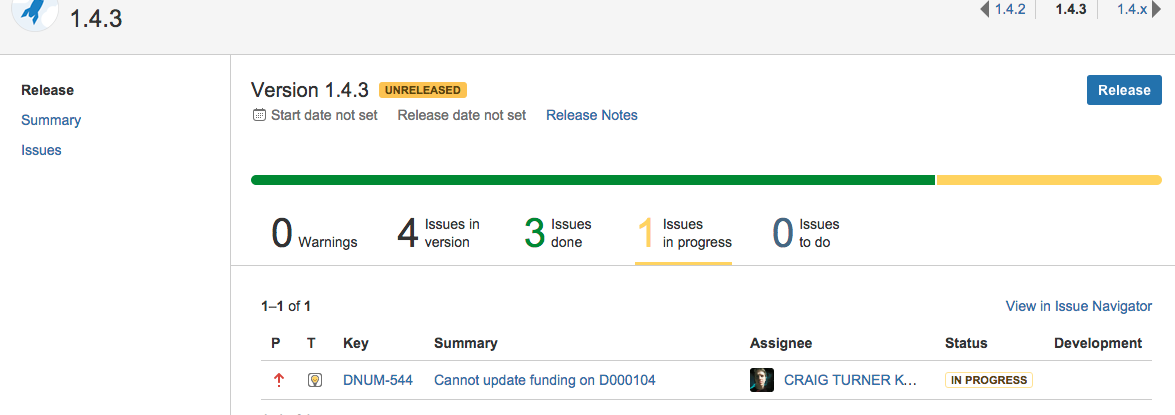 1.4.3
1.4.2 1.4.3 1.4.x
Release
Summary
Issues
Version 1.4.3 UNRELEASED
Release
Start date not set Release date not set Release Notes
0 Warnings
4 Issues in
version
3 Issues
done
1 Issues
in progress
0 Issues
to do
1–1 of 1
View in Issue Navigator
P T Key Summary Assignee Status Development
DNUM-544 Cannot update funding on D000104 CRAIG TURNER K... IN PROGRESS